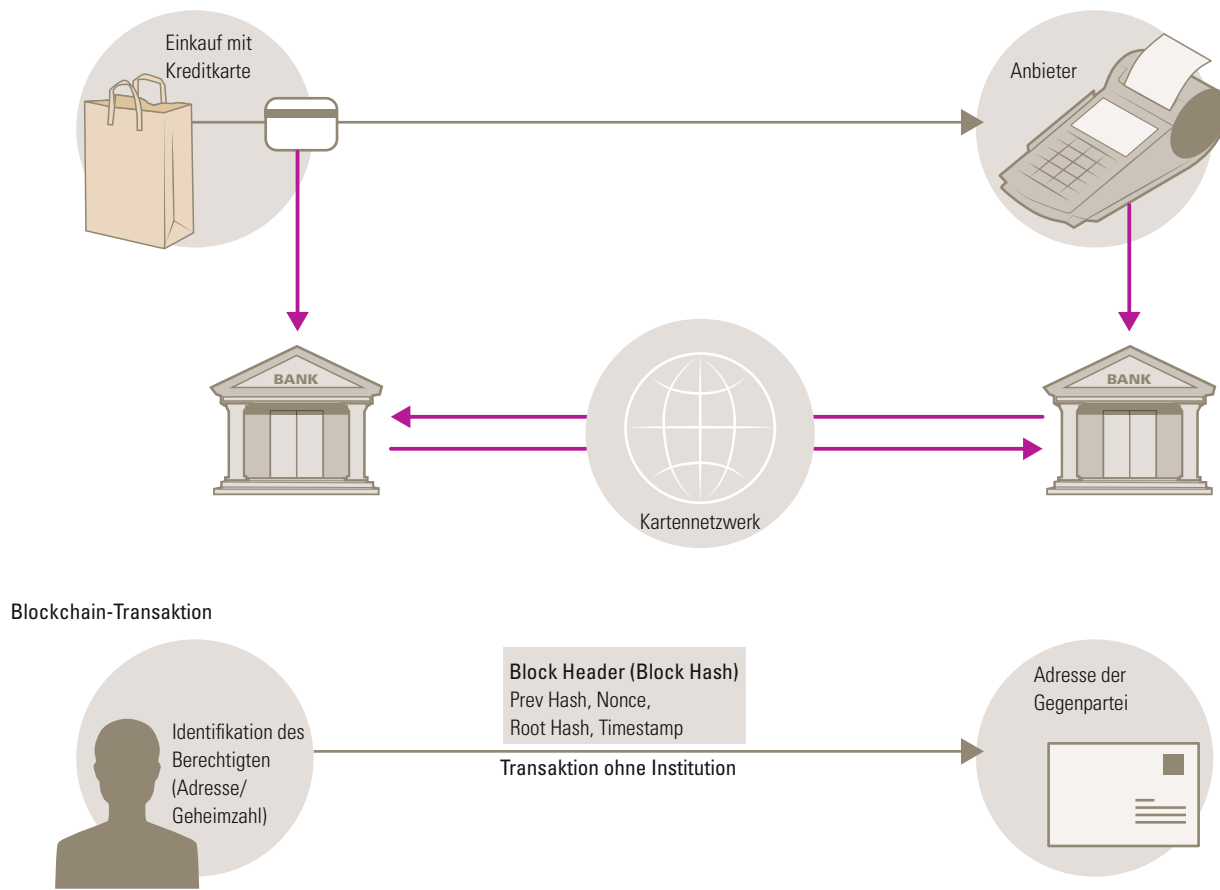 Einkauf mit
Kreditkarte
Anbieter
BANK
BANK
Kartennetzwerk
Blockchain-Transaktion
Identifikation des
Berechtigten
(Adresse/
Geheimzahl)
Block Header (Block Hash)
Prev Hash, Nonce,
Root Hash, Timestamp
Transaktion ohne Institution
Adresse der
Gegenpartei